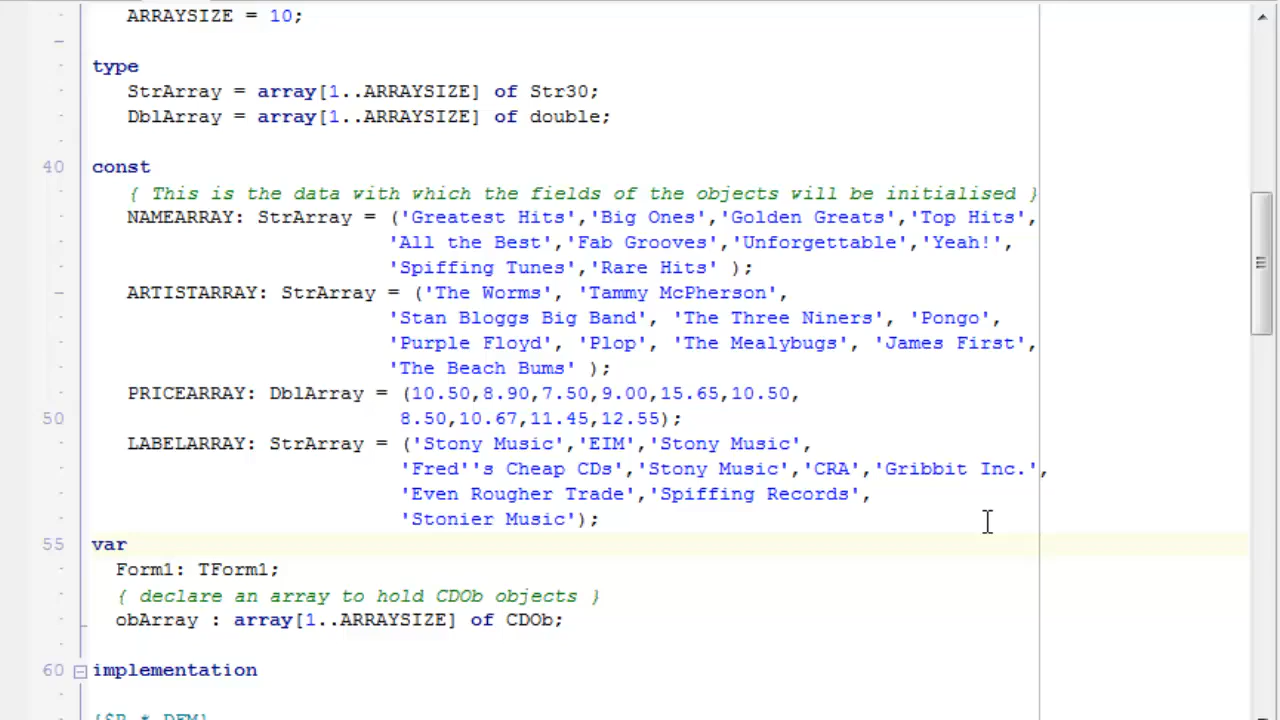 ARRAYSIZE = 10;
type
StrArray = array[1..ARRAYSIZE] of Str30;
DblArray = array[1..ARRAYSIZE] of double;
40 const
{ This is the data with which the fields of the objects will be initialised }
NAMEARRAY: StrArray = ('Greatest Hits','Big Ones','Golden Greats','Top Hits',
'All the Best','Fab Grooves','Unforgettable','Yeah!',
'Spiffing Tunes','Rare Hits' );
ARTISTARRAY: StrArray = ('The Worms', 'Tammy McPherson',
'Stan Bloggs Big Band', 'The Three Niners', 'Pongo',
'Purple Floyd', 'Plop', 'The Mealybugs', 'James First',
'The Beach Bums' );
PRICEARRAY: DblArray = (10.50,8.90,7.50,9.00,15.65,10.50,
50 8.50,10.67,11.45,12.55);
LABELARRAY: StrArray = ('Stony Music','EIM','Stony Music',
'Fred''s Cheap CDs','Stony Music','CRA','Gribbit Inc.',
'Even Rougher Trade','Spiffing Records',
'Stonier Music');
55 var
Form1: TForm1;
{ declare an array to hold CDOb objects }
obArray : array[1..ARRAYSIZE] of CDOb;
60 implementation
{$R *.DFM}